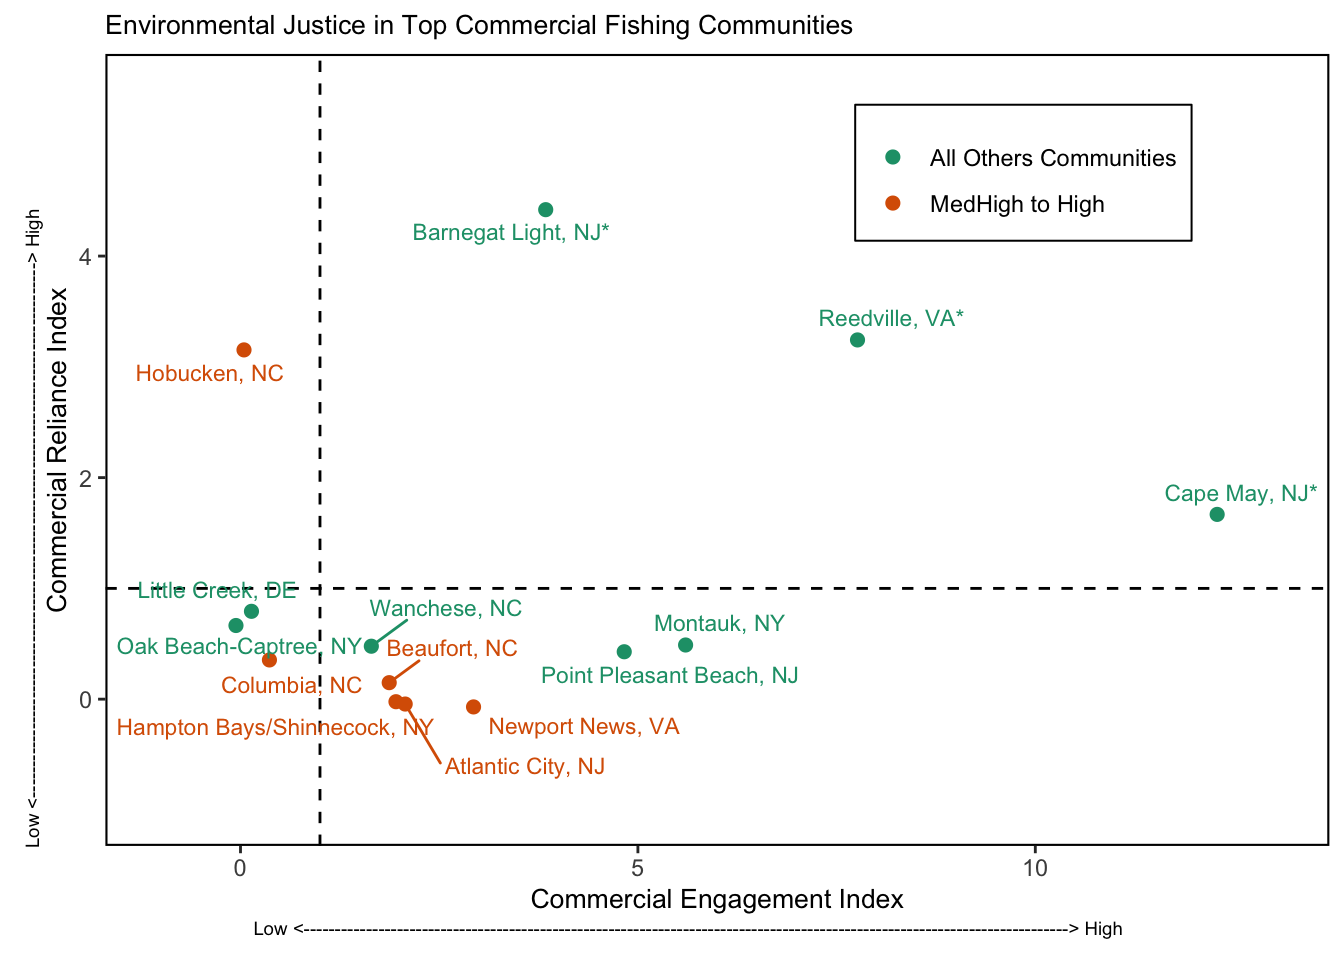 Environmental Justice in Top Commercial Fishing Communities
All Others Communities
MedHigh to High
Barnegat Light, NJ*
Reedville, VA*
Hobucken, NC
Cape May, NJ*
Little Creek, DE
Wanchese, NC
Montauk, NY
Oak Beach-Captree, NY
Beaufort, NC
Point Pleasant Beach, NJ
Columbia, NC
Hampton Bays/Shinnecock, NY
Newport News, VA
Atlantic City, NJ
4
2
0
Commercial Reliance Index
Low <--------------------------------------------------------------------------------------------> High
0
5
10
Commercial Engagement Index
Low <-----------------------------------------------------------------------------------------------------------------------------> High